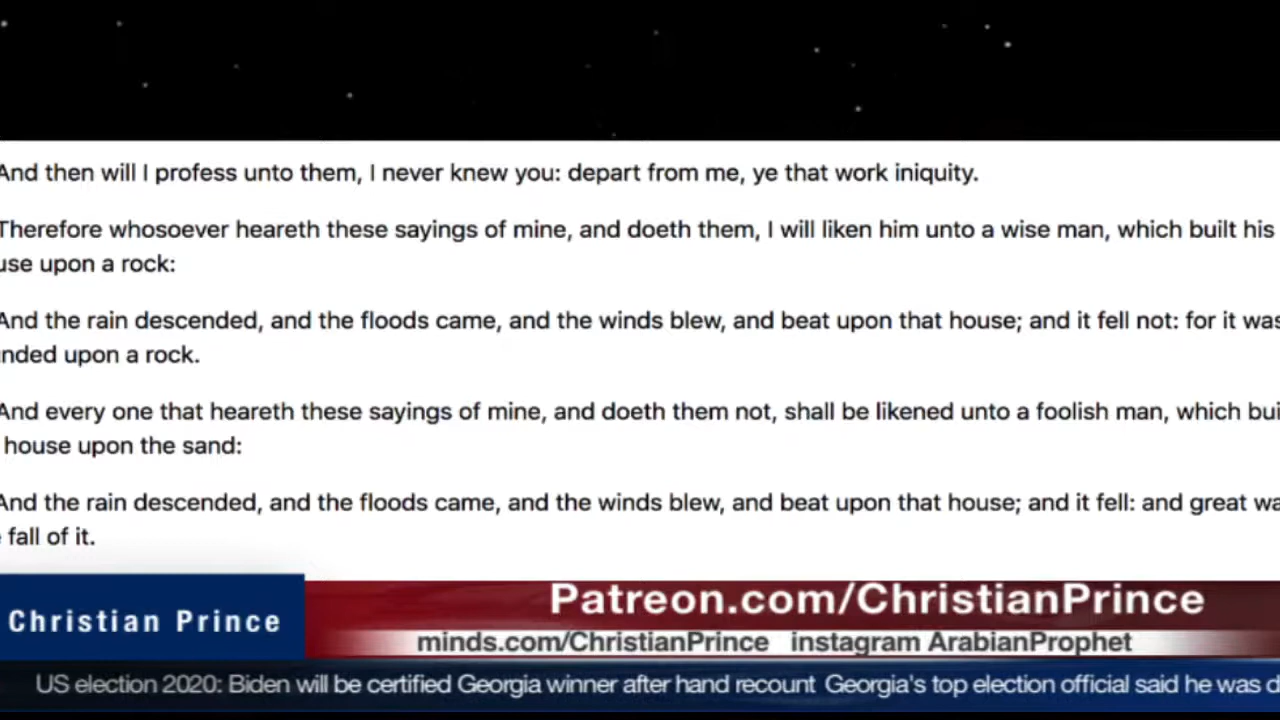 And then will I profess unto them, I never knew you: depart from me, ye that work iniquity.
Therefore whosoever heareth these sayings of mine, and doeth them, I will liken him unto a wise man, which built his
use upon a rock:
And the rain descended, and the floods came, and the winds blew, and beat upon that house; and it fell not: for it was
nded upon a rock.
And every one that heareth these sayings of mine, and doeth them not, shall be likened unto a foolish man, which bui
house upon the sand:
And the rain descended, and the floods came, and the winds blew, and beat upon that house; and it fell: and great wa
fall of it.
Christian Prince
Patreon.com/ChristianPrince
minds.com/ChristianPrince instagram ArabianProphet
US election 2020: Biden will be certified Georgia winner after hand recount Georgia's top election official said he was d